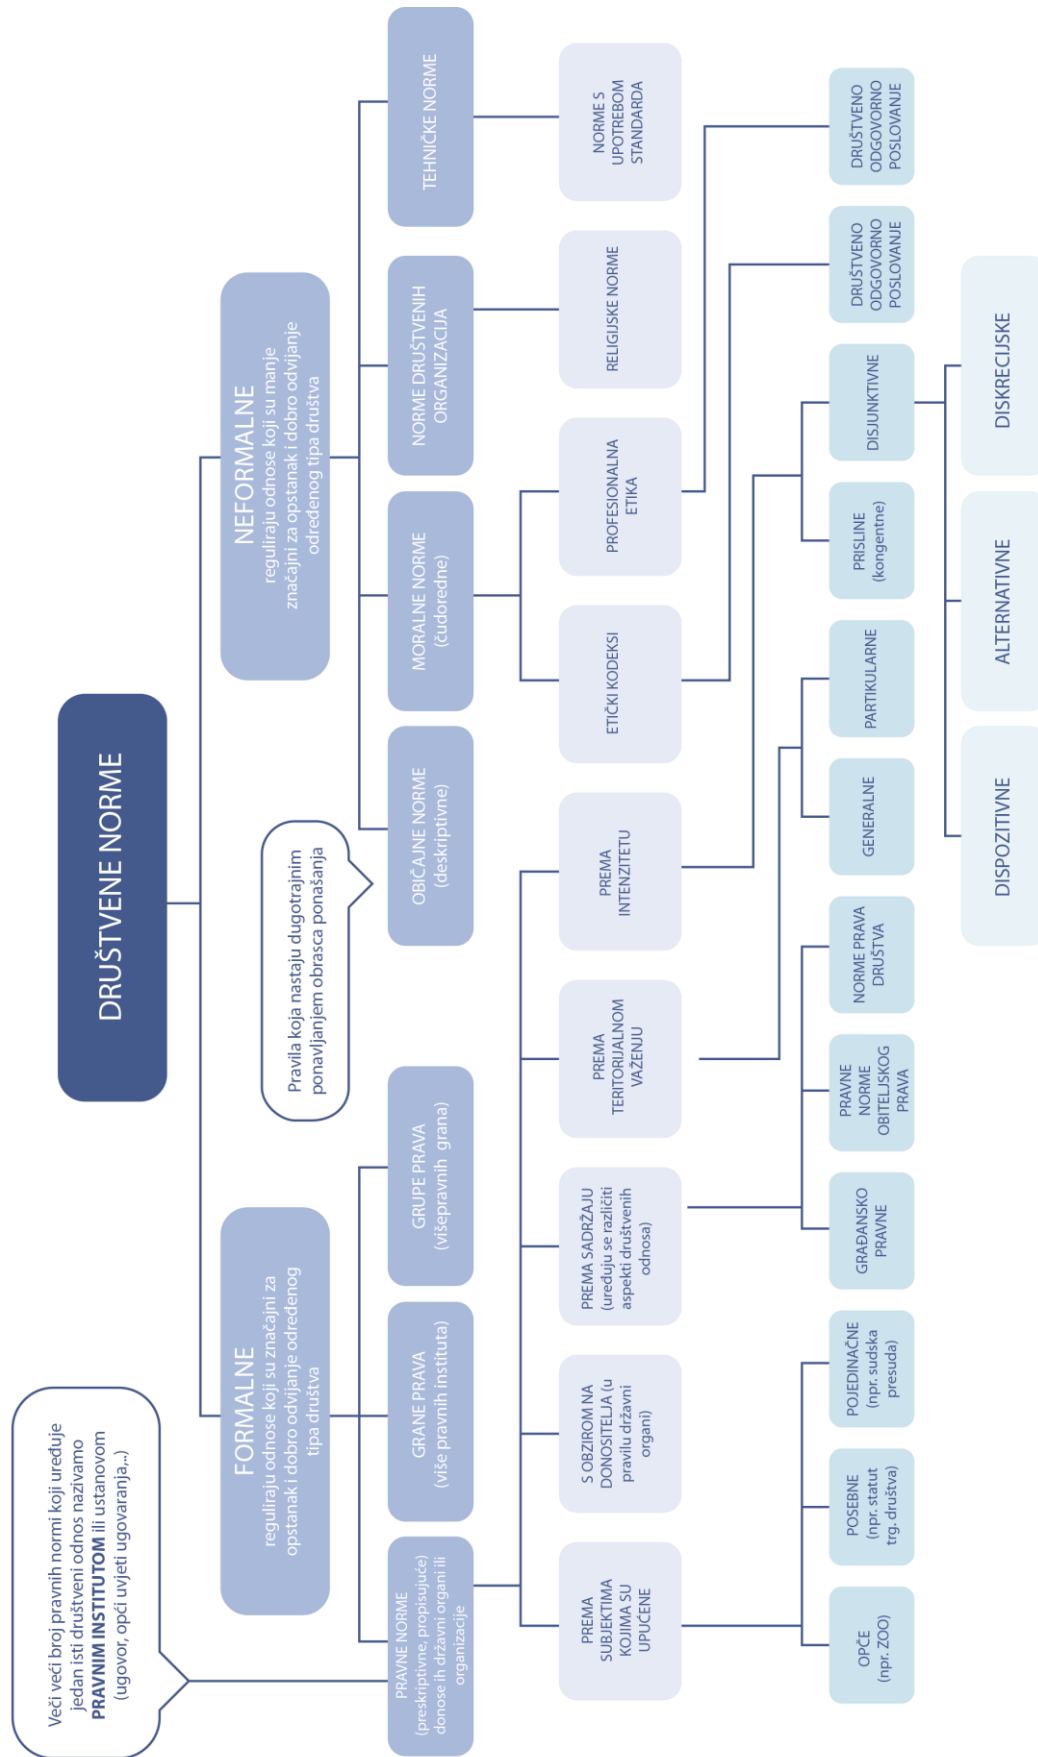 DRUŠTVENE NORME
Veči veći broj pravnih normi koji uređuje
jedan isti društveni odnos nazivamo
PRAVNIM INSTITUTOM ili ustanovom
(ugovor, opći uvjeti ugovaranja,..)
FORMALNE
reguliraju odnose koji su značajni za
opstanak i dobro odvijanje određenog
tipa društva
NEFORMALNE
reguliraju odnose koji su manje
značajni za opstanak i dobro odvijanje
određenog tipa društva
Pravila koja nastaju dugotrajnim
ponavljanjem obrasca ponašanja
PRAVNE NORME
(preskriptivne, propisujuće)
donose ih državni organi ili
organizacije
GRANE PRAVA
(više pravnih instituta)
GRUPE PRAVA
(višepravnih grana)
OBIČAJNE NORME
(deskriptivne)
MORALNE NORME
(čudoredne)
NORME DRUŠTVENIH
ORGANIZACIJA
TEHNIČKE NORME
PREMA
SUBJEKTIMA
KOJIMA SU
UPUĆENE
S OBZIROM NA
DONOSITELJA (u
pravilu državni
organi)
PREMA SADRŽAJU
(uređuju se različiti
aspekti društvenih
odnosa)
PREMA
TERITORIJALNOM
VAŽENJU
PREMA
INTENZITETU
ETIČKI KODEKSI
PROFESIONALNA
ETIKA
RELIGIJSKE NORME
NORME S
UPOTREBOM
STANDARDA
OPČE
(npr. ZOO)
POSEBNE
(npr. statut
trg. društva)
POJEDINAČNE
(npr. sudska
presuda)
GRAĐANSKO
PRAVNE
PRAVNE
NORME
OBITELJSKOG
PRAVA
NORME PRAVA
DRUŠTVA
GENERALNE
PARTIKULARNE
PRISLINE
(kongentne)
DISJUNKTIVNE
DRUŠTVENO
ODGOVORNO
POSLOVANJE
DRUŠTVENO
ODGOVORNO
POSLOVANJE
DISPOZITIVNE
ALTERNATIVNE
DISKRECIJSKE